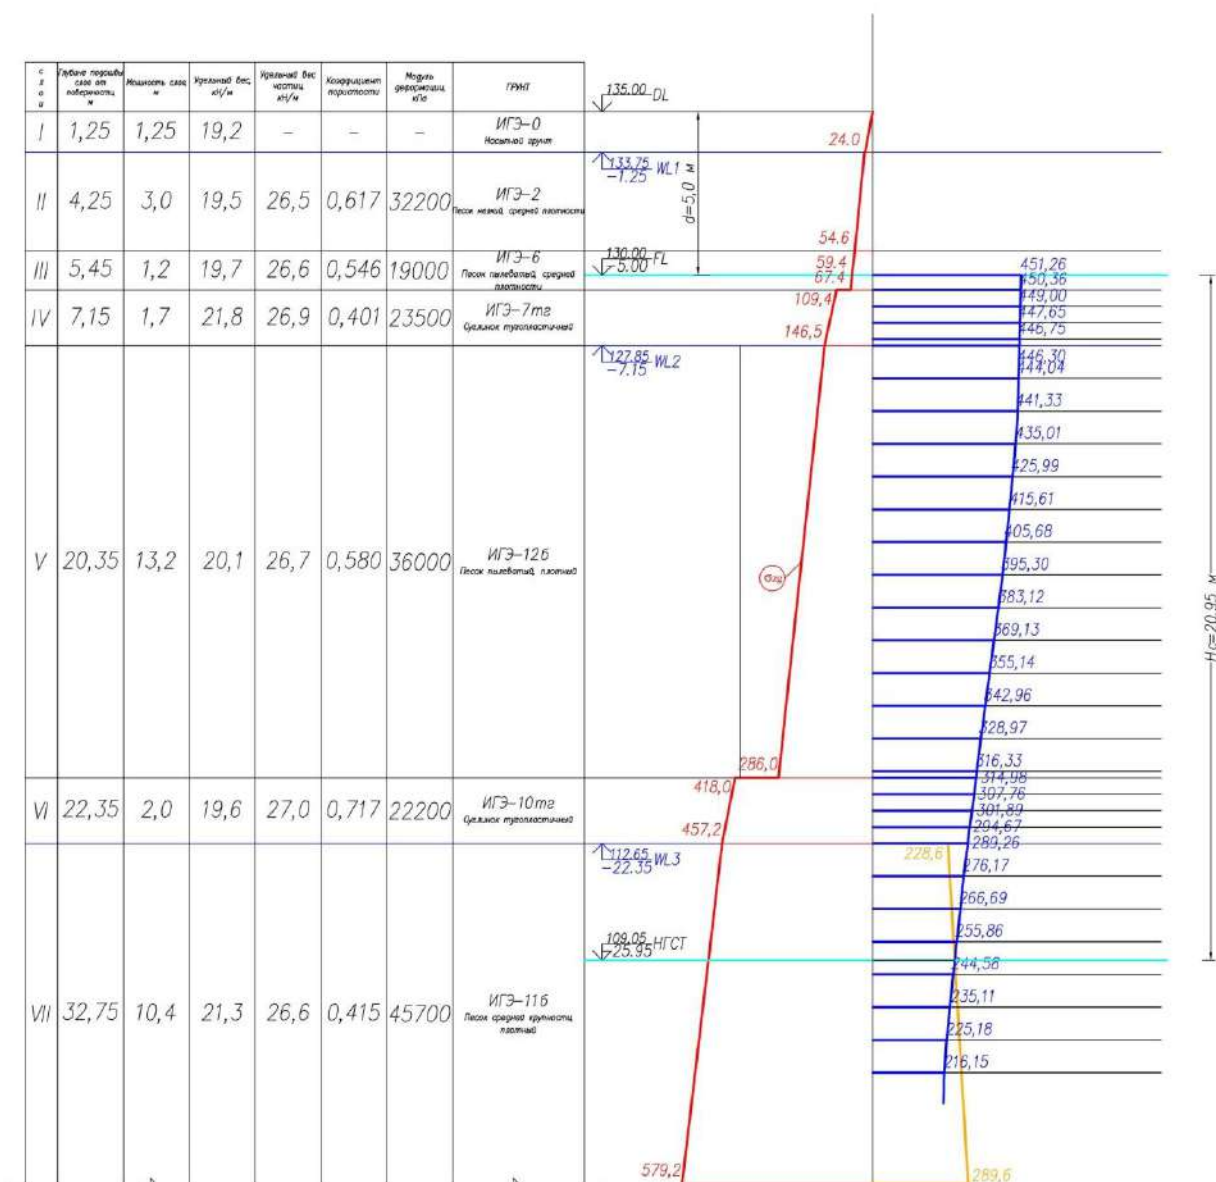 с л о и
Глубина подошвы слоя от поверхности, м
Мощность слоя м
Удельный вес, кН/м
Удельный вес частиц, кН/м
Коэффициент пористости
Модуль деформации, кПа
ГРУНТ
I 1,25 1,25 19,2 – – – ИГЭ–0
Насыпной грунт
II 4,25 3,0 19,5 26,5 0,617 32200 ИГЭ–2
Песок мелкий, средней плотности
III 5,45 1,2 19,7 26,6 0,546 19000 ИГЭ–6
Песок пылеватый, средней плотности
IV 7,15 1,7 21,8 26,9 0,401 23500 ИГЭ–7тг
Суглинок тугопластичный
V 20,35 13,2 20,1 26,7 0,580 36000 ИГЭ–12б
Песок пылеватый, плотный
VI 22,35 2,0 19,6 27,0 0,717 22200 ИГЭ–10тг
Суглинок тугопластичный
VII 32,75 10,4 21,3 26,6 0,415 45700 ИГЭ–11б
Песок средней крупности, плотный
135.00 DL
133.75 WL1
–1.25
130.00 FL
–5.00
127.85 WL2
–7.15
112.65 WL3
–22.35
109.05 НГСТ
–25.95
d=5,0 м
24.0
54.6
59.4
67.4
109,4
146,5
σzg
286,0
418,0
457,2
579,2
451,26
450,36
449,00
447,65
446,75
446,30
444,04
441,33
435,01
425,99
415,61
405,68
395,30
383,12
369,13
355,14
342,96
328,97
316,33
314,98
307,76
301,89
294,67
289,26
276,17
266,69
255,86
244,58
235,11
225,18
216,15
228,6
289,6
Hc=20.95 м